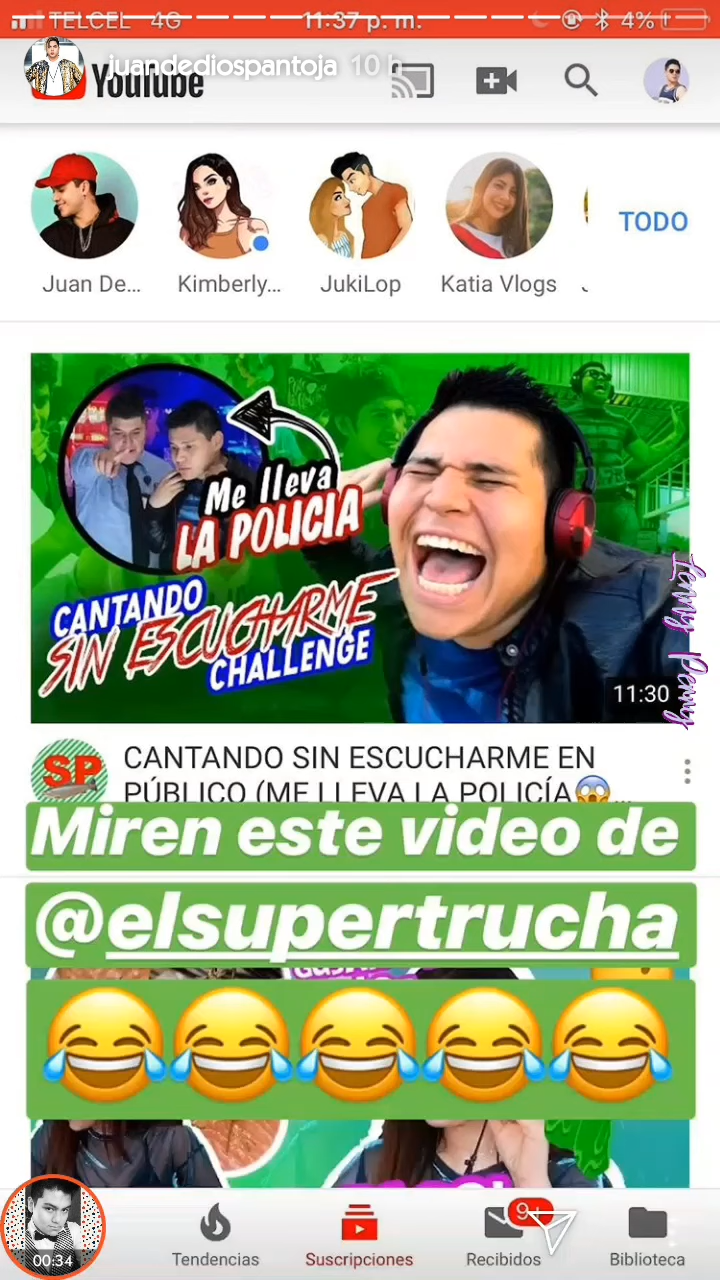 TELCEL 4G 11:37 p. m. 4%
juandediospantoja 10 h
YouTube
TODO
Juan De... Kimberly... JukiLop Katia Vlogs
Me lleva
LA POLICIA
CANTANDO
SIN ESCUCHARME
CHALLENGE
11:30
Lenny Penny
SP
CANTANDO SIN ESCUCHARME EN
PÚBLICO (ME LLEVA LA POLICÍA😱...
Miren este video de
@elsupertrucha
😂😂😂😂😂
9+
00:34
Tendencias Suscripciones Recibidos Biblioteca